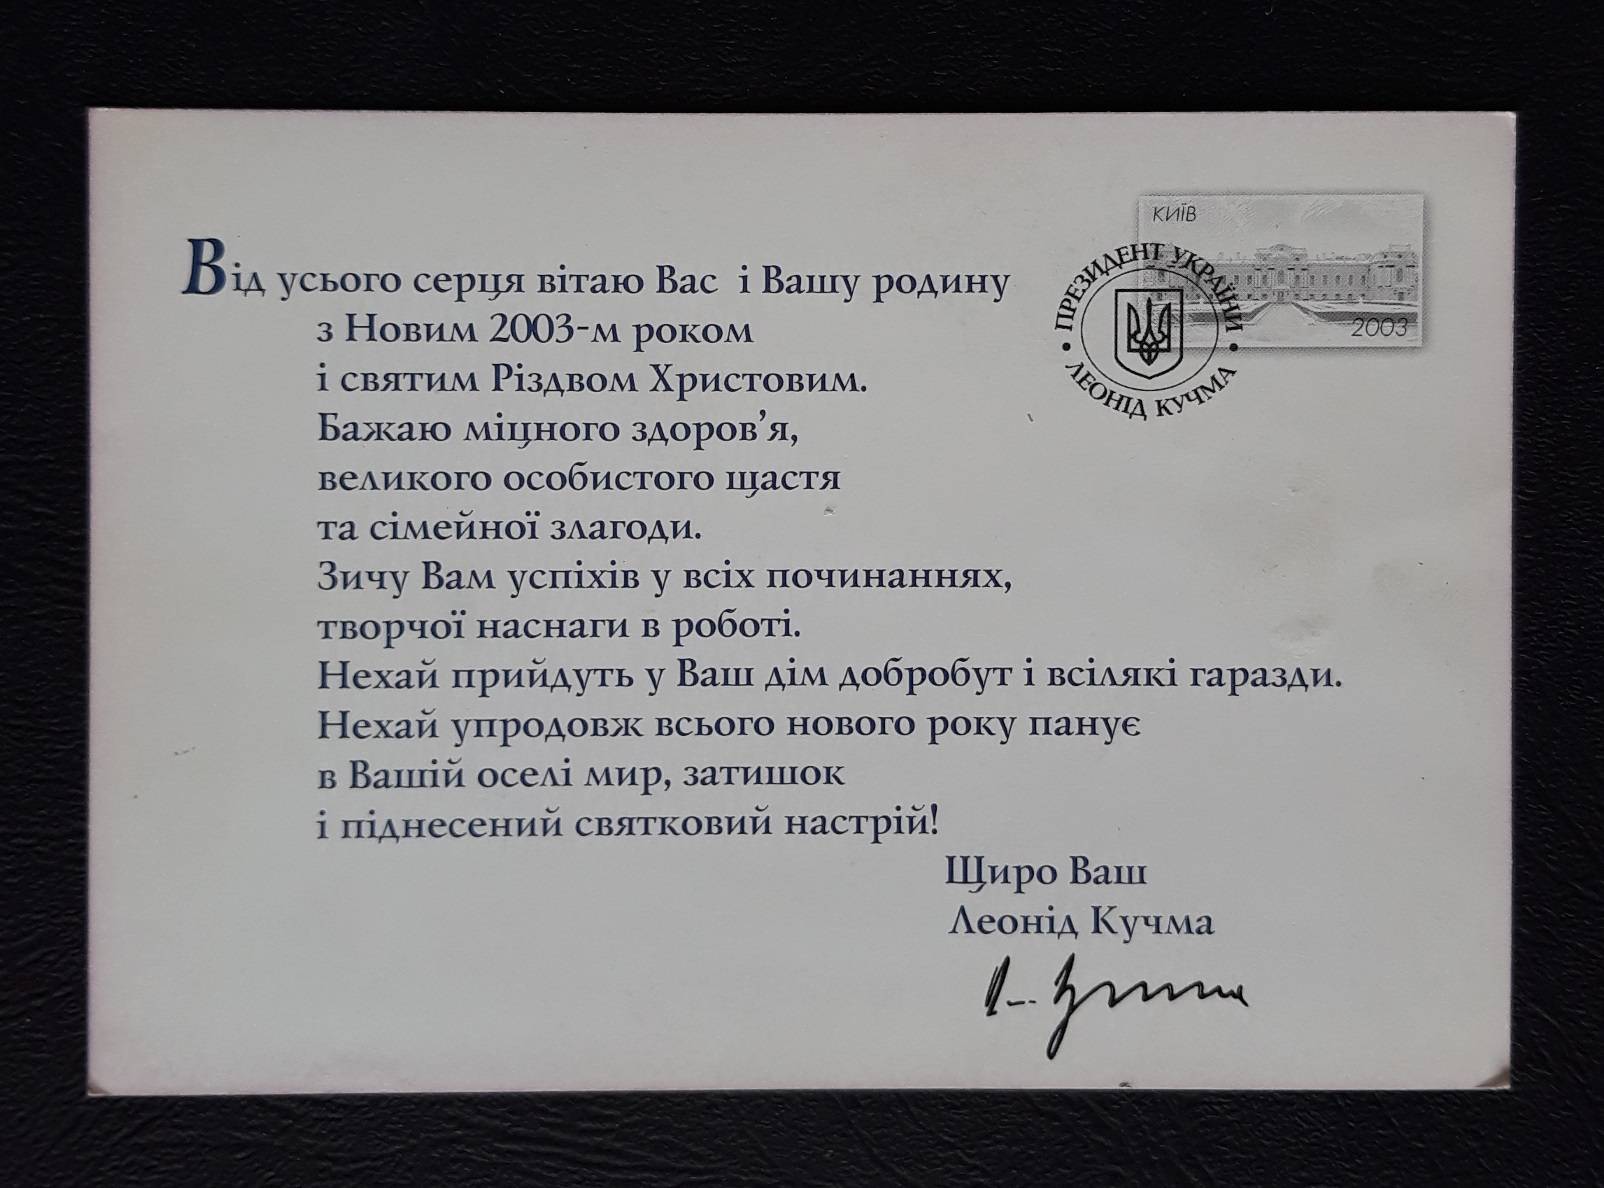 Від усього серця вітаю Вас і Вашу родину
з Новим 2003-м роком
і святим Різдвом Христовим.
Бажаю міцного здоров’я,
великого особистого щастя
та сімейної злагоди.
Зичу Вам успіхів у всіх починаннях,
творчої наснаги в роботі.
Нехай прийдуть у Ваш дім добробут і всілякі гаразди.
Нехай упродовж всього нового року панує
в Вашій оселі мир, затишок
і піднесений святковий настрій!
Щиро Ваш
Леонід Кучма
КИЇВ
2003
ПРЕЗИДЕНТ УКРАЇНИ
• ЛЕОНІД КУЧМА •